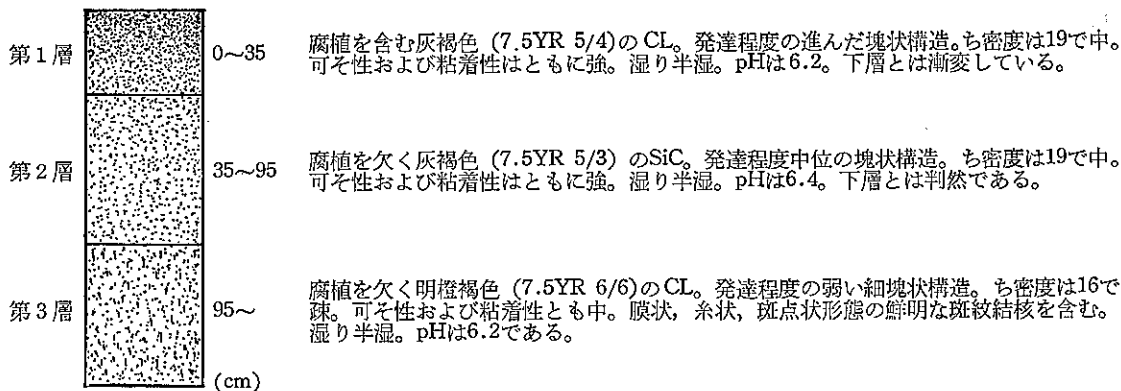 第1層
0~35
腐植を含む灰褐色 (7.5YR 5/4)のCL。発達程度の進んだ塊状構造。ち密度は19で中。
可そ性および粘着性はともに強。湿り半湿。pHは6.2。下層とは漸変している。
第2層
35~95
腐植を欠く灰褐色 (7.5YR 5/3) のSiC。発達程度中位の塊状構造。ち密度は19で中。
可そ性および粘着性はともに強。湿り半湿。pHは6.4。下層とは判然である。
第3層
95~
腐植を欠く明橙褐色 (7.5YR 6/6)のCL。発達程度の弱い細塊状構造。ち密度は16で
疎。可そ性および粘着性とも中。膜状，糸状，斑点状形態の鮮明な斑紋結核を含む。
湿り半湿。pHは6.2である。
(cm)